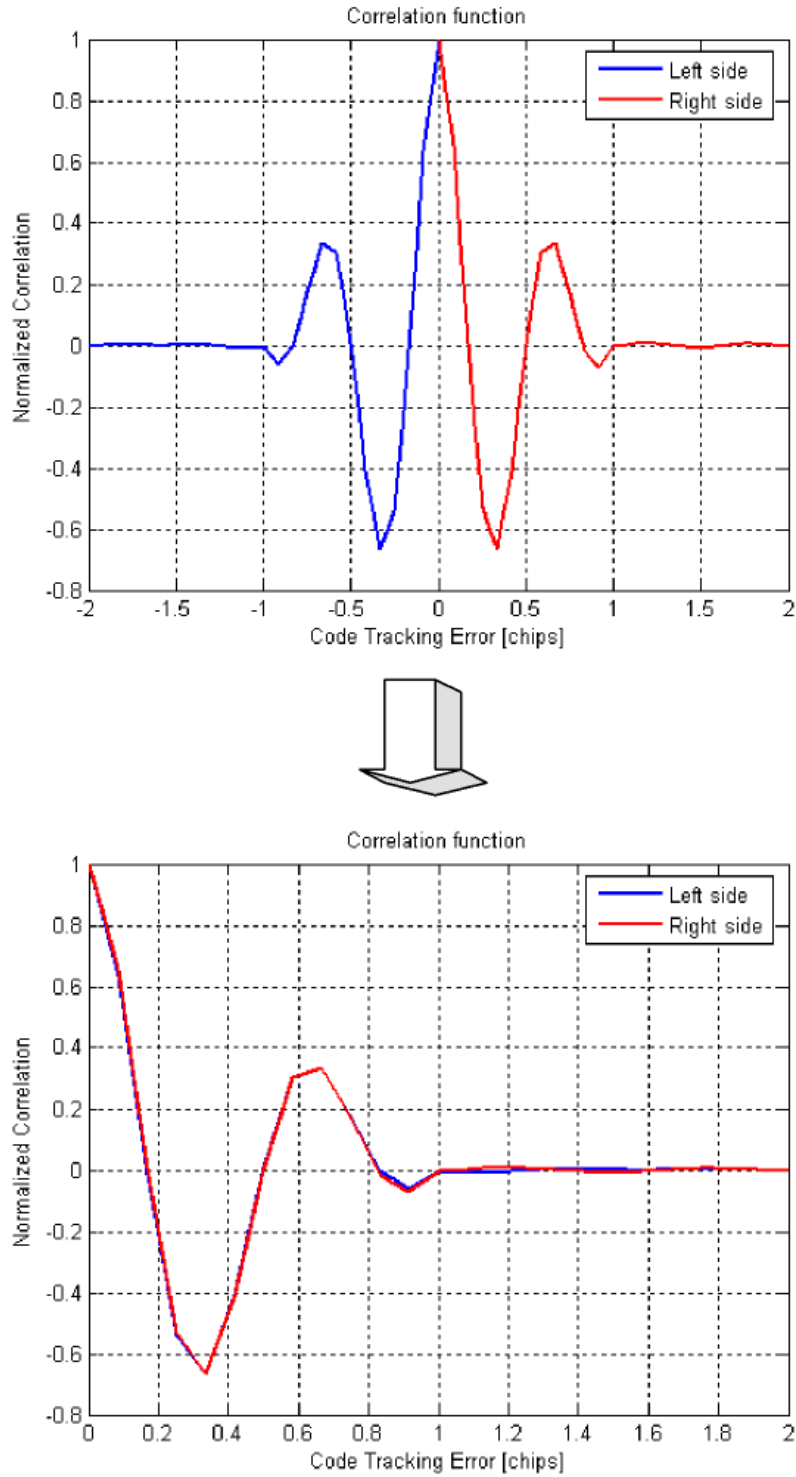 Correlation function
1
0.8
0.6
0.4
0.2
0
-0.2
-0.4
-0.6
-0.8
Normalized Correlation
Left side
Right side
-2 -1.5 -1 -0.5 0 0.5 1 1.5 2
Code Tracking Error [chips]
Correlation function
1
0.8
0.6
0.4
0.2
0
-0.2
-0.4
-0.6
-0.8
Normalized Correlation
Left side
Right side
0 0.2 0.4 0.6 0.8 1 1.2 1.4 1.6 1.8 2
Code Tracking Error [chips]